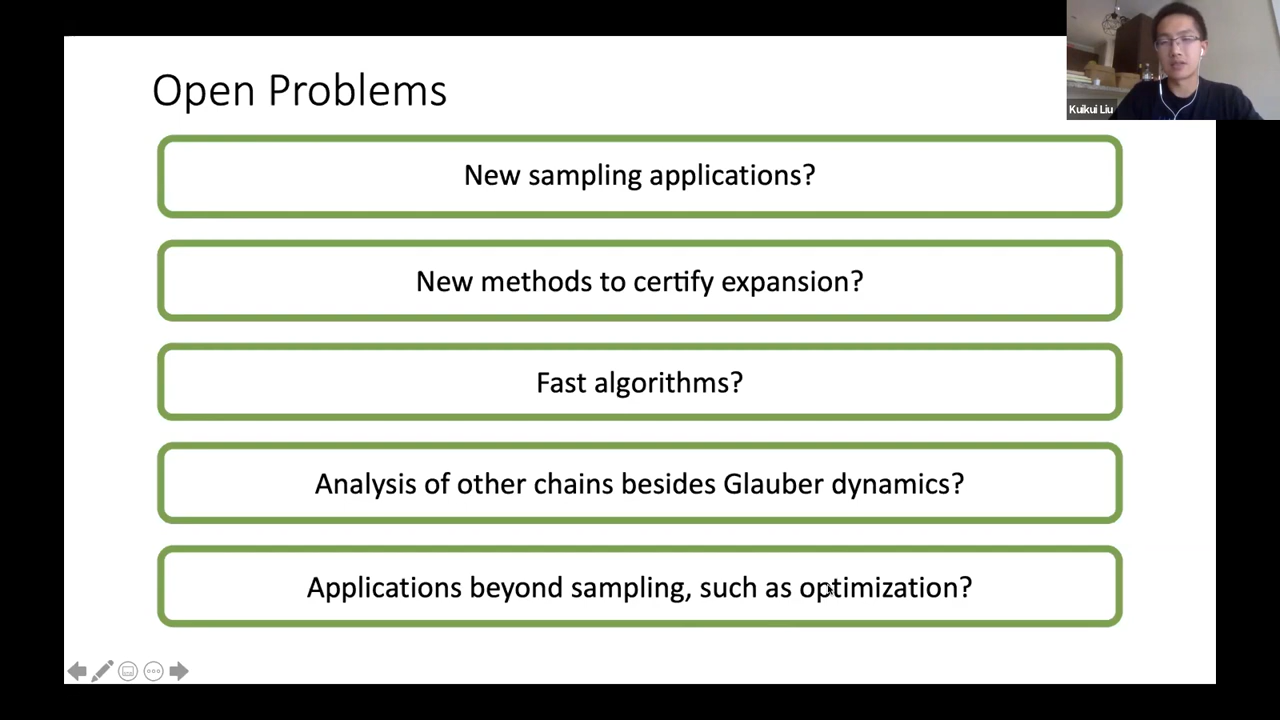 Open Problems
Kuikui Liu
New sampling applications?
New methods to certify expansion?
Fast algorithms?
Analysis of other chains besides Glauber dynamics?
Applications beyond sampling, such as optimization?